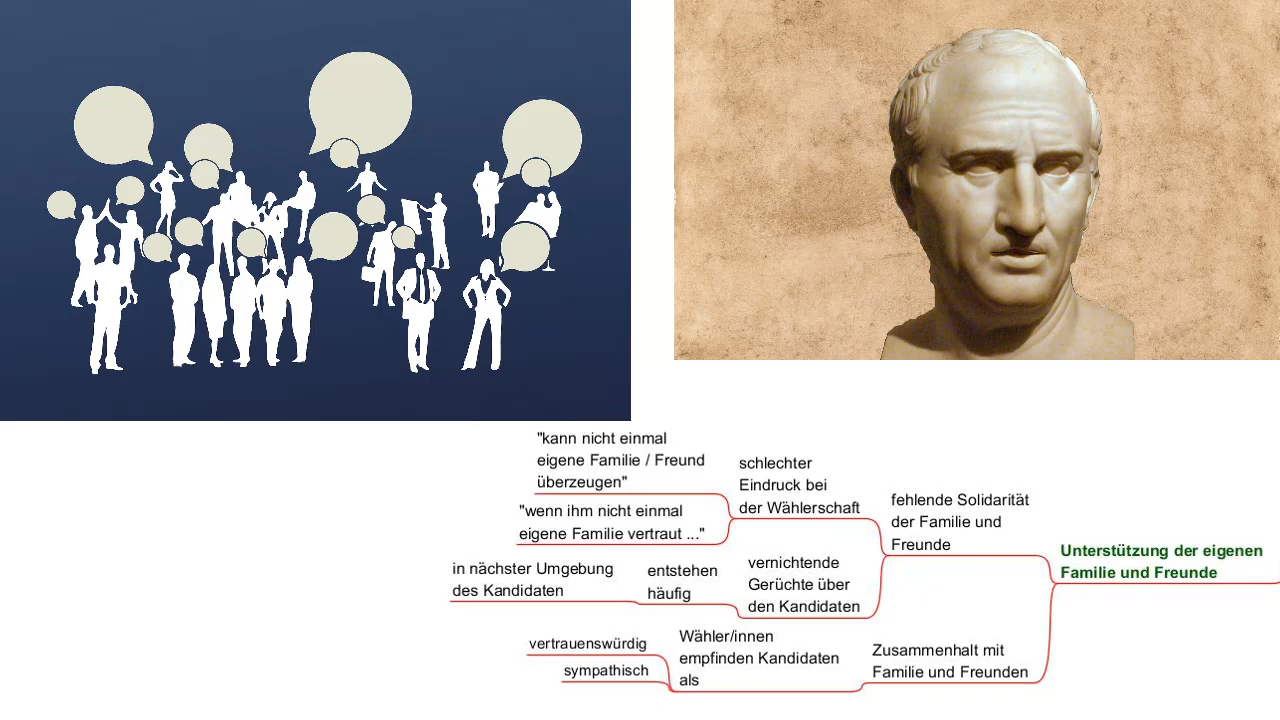 "kann nicht einmal
eigene Familie / Freund
überzeugen"
"wenn ihm nicht einmal
eigene Familie vertraut ..."
schlechter
Eindruck bei
der Wählerschaft
in nächster Umgebung
des Kandidaten
entstehen
häufig
vernichtende
Gerüchte über
den Kandidaten
fehlende Solidarität
der Familie und
Freunde
vertrauenswürdig
sympathisch
Wähler/innen
empfinden Kandidaten
als
Zusammenhalt mit
Familie und Freunden
Unterstützung der eigenen
Familie und Freunde